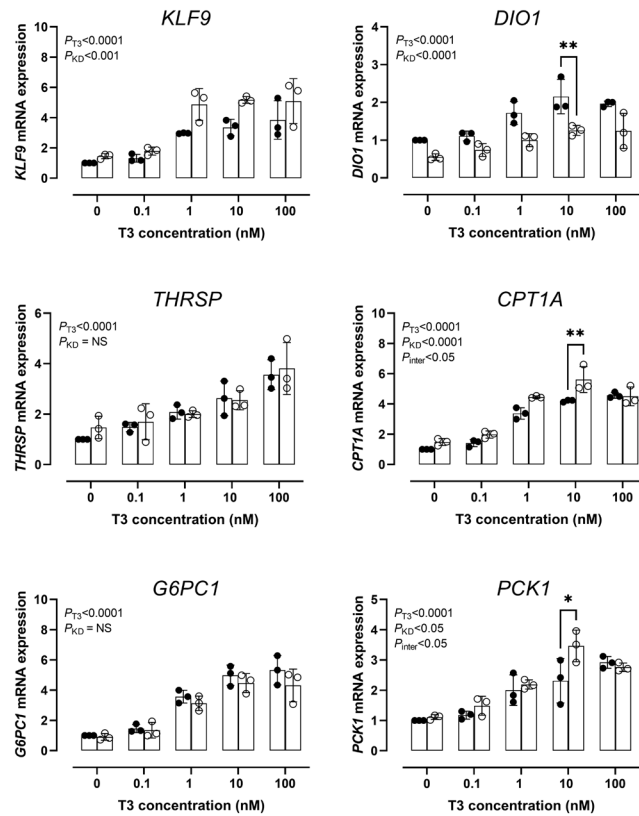 KLF9
P_T3<0.0001
P_KD<0.001
KLF9 mRNA expression
8
6
4
2
0
0 0.1 1 10 100
T3 concentration (nM)
DIO1
P_T3<0.0001
P_KD<0.0001
**
DIO1 mRNA expression
4
3
2
1
0
0 0.1 1 10 100
T3 concentration (nM)
THRSP
P_T3<0.0001
P_KD = NS
THRSP mRNA expression
6
4
2
0
0 0.1 1 10 100
T3 concentration (nM)
CPT1A
P_T3<0.0001
P_KD<0.0001
P_inter<0.05
**
CPT1A mRNA expression
10
8
6
4
2
0
0 0.1 1 10 100
T3 concentration (nM)
G6PC1
P_T3<0.0001
P_KD = NS
G6PC1 mRNA expression
10
8
6
4
2
0
0 0.1 1 10 100
T3 concentration (nM)
PCK1
P_T3<0.0001
P_KD<0.05
P_inter<0.05
*
PCK1 mRNA expression
5
4
3
2
1
0
0 0.1 1 10 100
T3 concentration (nM)